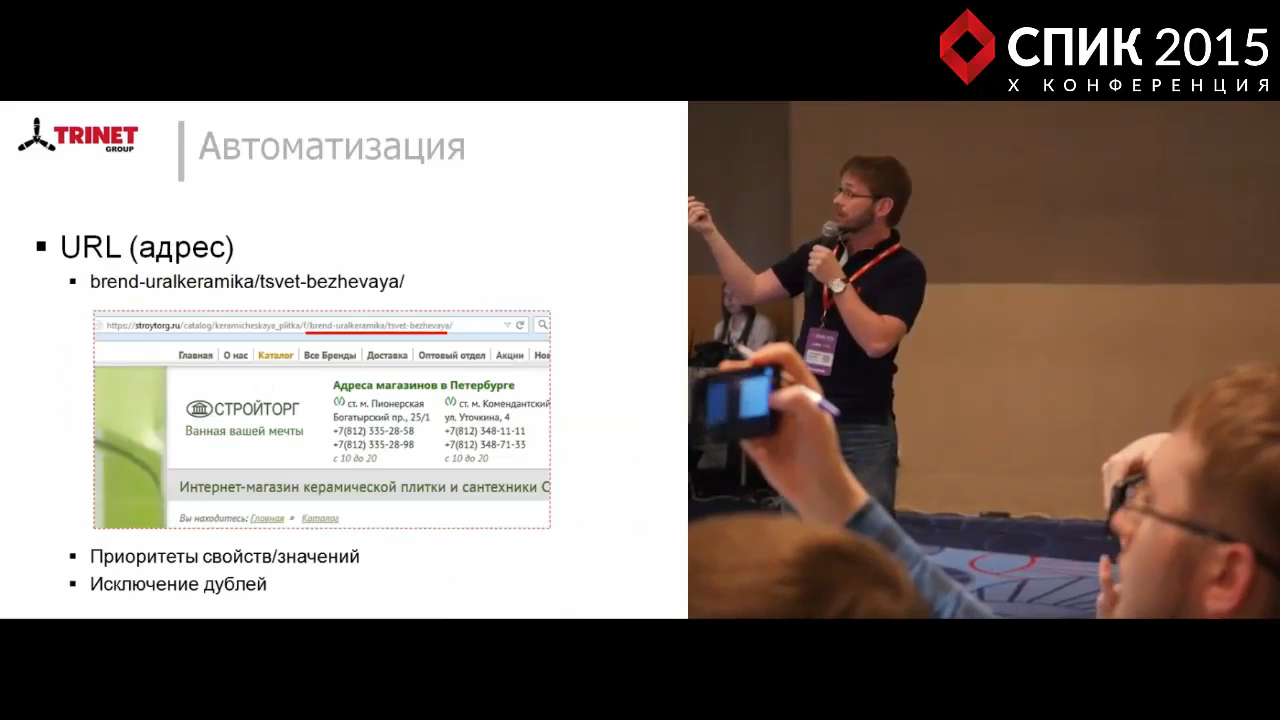 СПИК 2015
X КОНФЕРЕНЦИЯ
TRINET
GROUP
Автоматизация
URL (адрес)
brend-uralkeramika/tsvet-bezhevaya/
https://stroytorg.ru/catalog/keramicheskaya_plitka/f/brend-uralkeramika/tsvet-bezhevaya/
Главная О нас Каталог Все Бренды Доставка Оптовый отдел Акции Нов
Адреса магазинов в Петербурге
СТРОЙТОРГ
Ванная вашей мечты
ст. м. Пионерская
Богатырский пр., 25/1
+7(812) 335-28-58
+7(812) 335-28-98
с 10 до 20
ст. м. Комендантский
ул. Уточкина, 4
+7(812) 348-11-11
+7(812) 348-71-33
с 10 до 20
Интернет-магазин керамической плитки и сантехники С
Вы находитесь: Главная » Каталог
Приоритеты свойств/значений
Исключение дублей